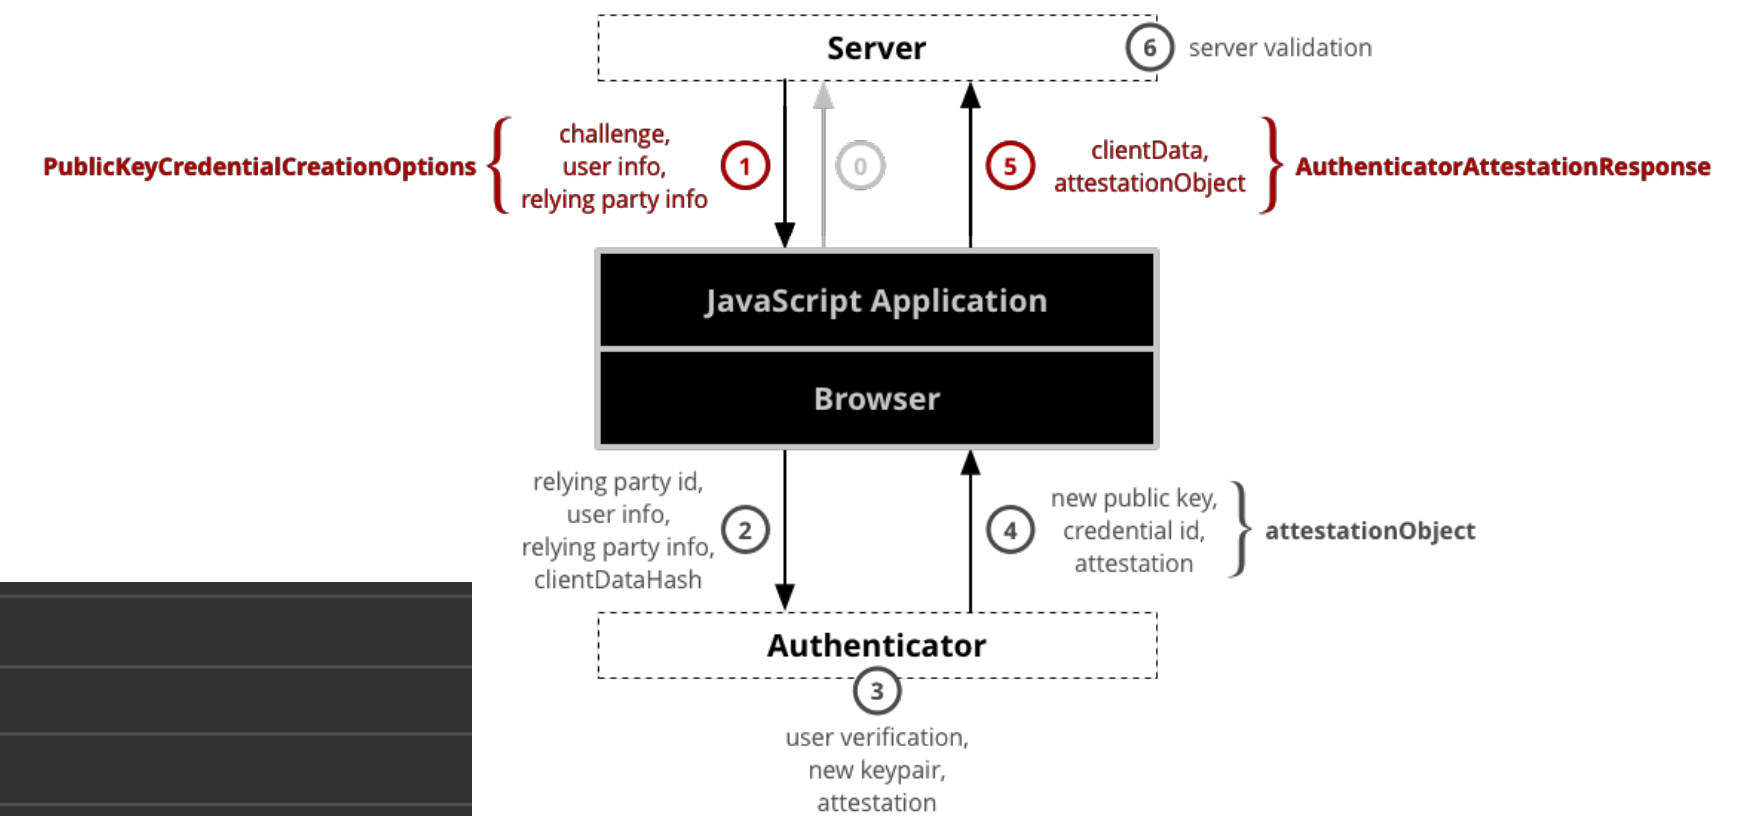 Server
6
server validation
PublicKeyCredentialCreationOptions
challenge,
user info,
relying party info
1
0
5
clientData,
attestationObject
AuthenticatorAttestationResponse
JavaScript Application
Browser
relying party id,
user info,
relying party info,
clientDataHash
2
4
new public key,
credential id,
attestation
attestationObject
Authenticator
3
user verification,
new keypair,
attestation